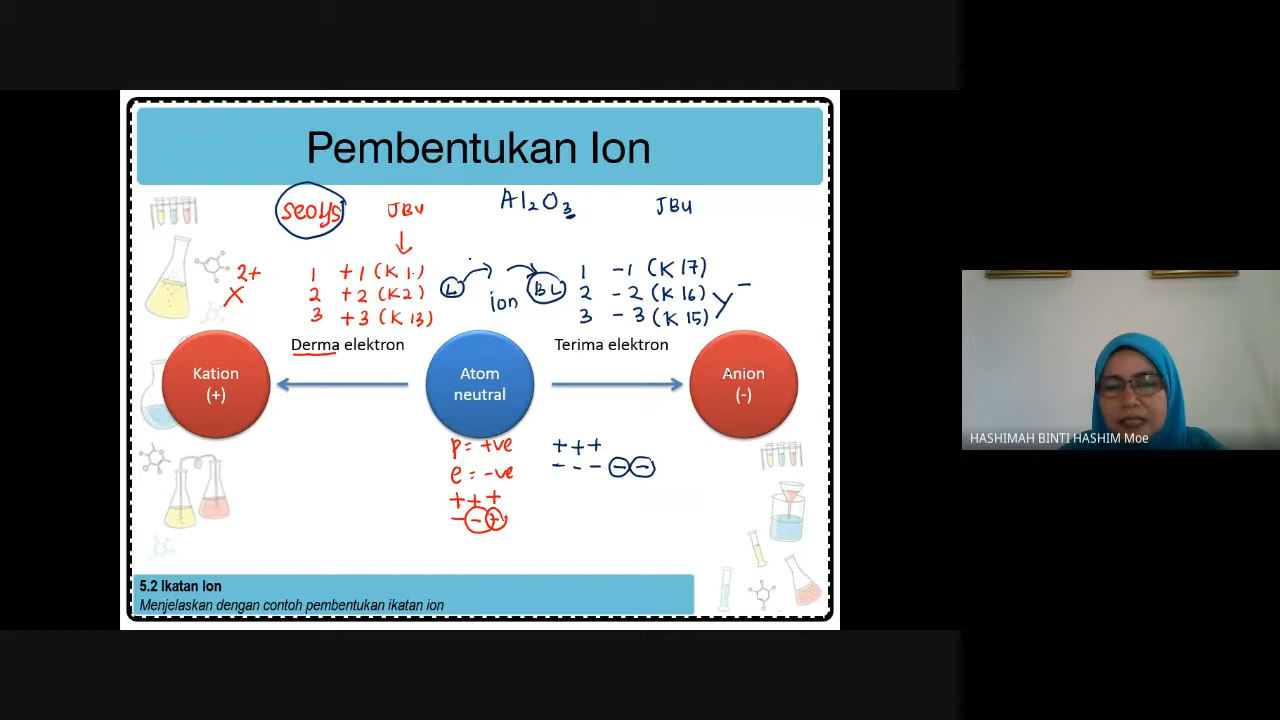 Pembentukan Ion
JBU
Al₂O₃
JBU
X²⁺
1 +1 (K 1)
2 +2 (K2)
3 +3 (K 13)
L
ion
BL
1 -1 (K 17)
2 -2 (K 16)
3 -3 (K 15)
Y⁻
Derma elektron
Terima elektron
Kation
(+)
Atom
neutral
Anion
(-)
p = +ve
e = -ve
+ + +
- - +
+ + +
- - - - -
HASHIMAH BINTI HASHIM Moe
5.2 Ikatan Ion
Menjelaskan dengan contoh pembentukan ikatan ion